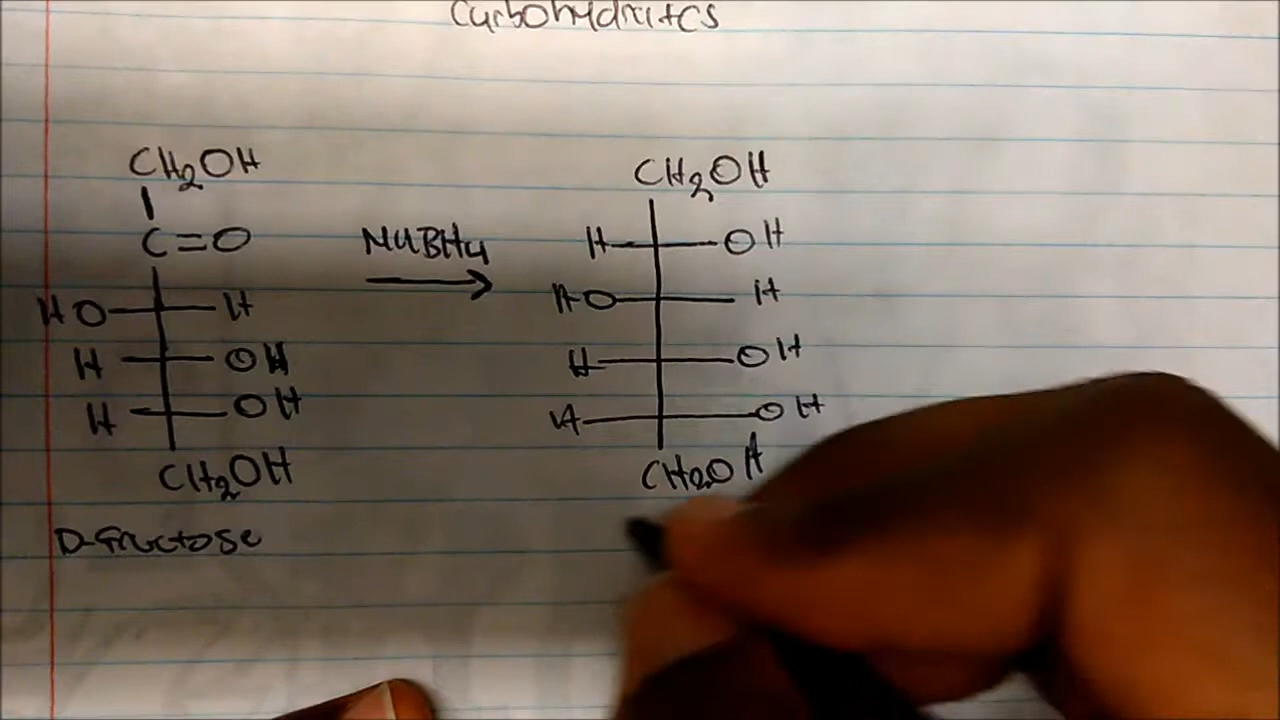 Carbohydrates
CH2OH
C=O
HO H
H OH
H OH
CH2OH
D-fructose
NaBH4
CH2OH
H OH
HO H
H OH
H OH
CH2OH